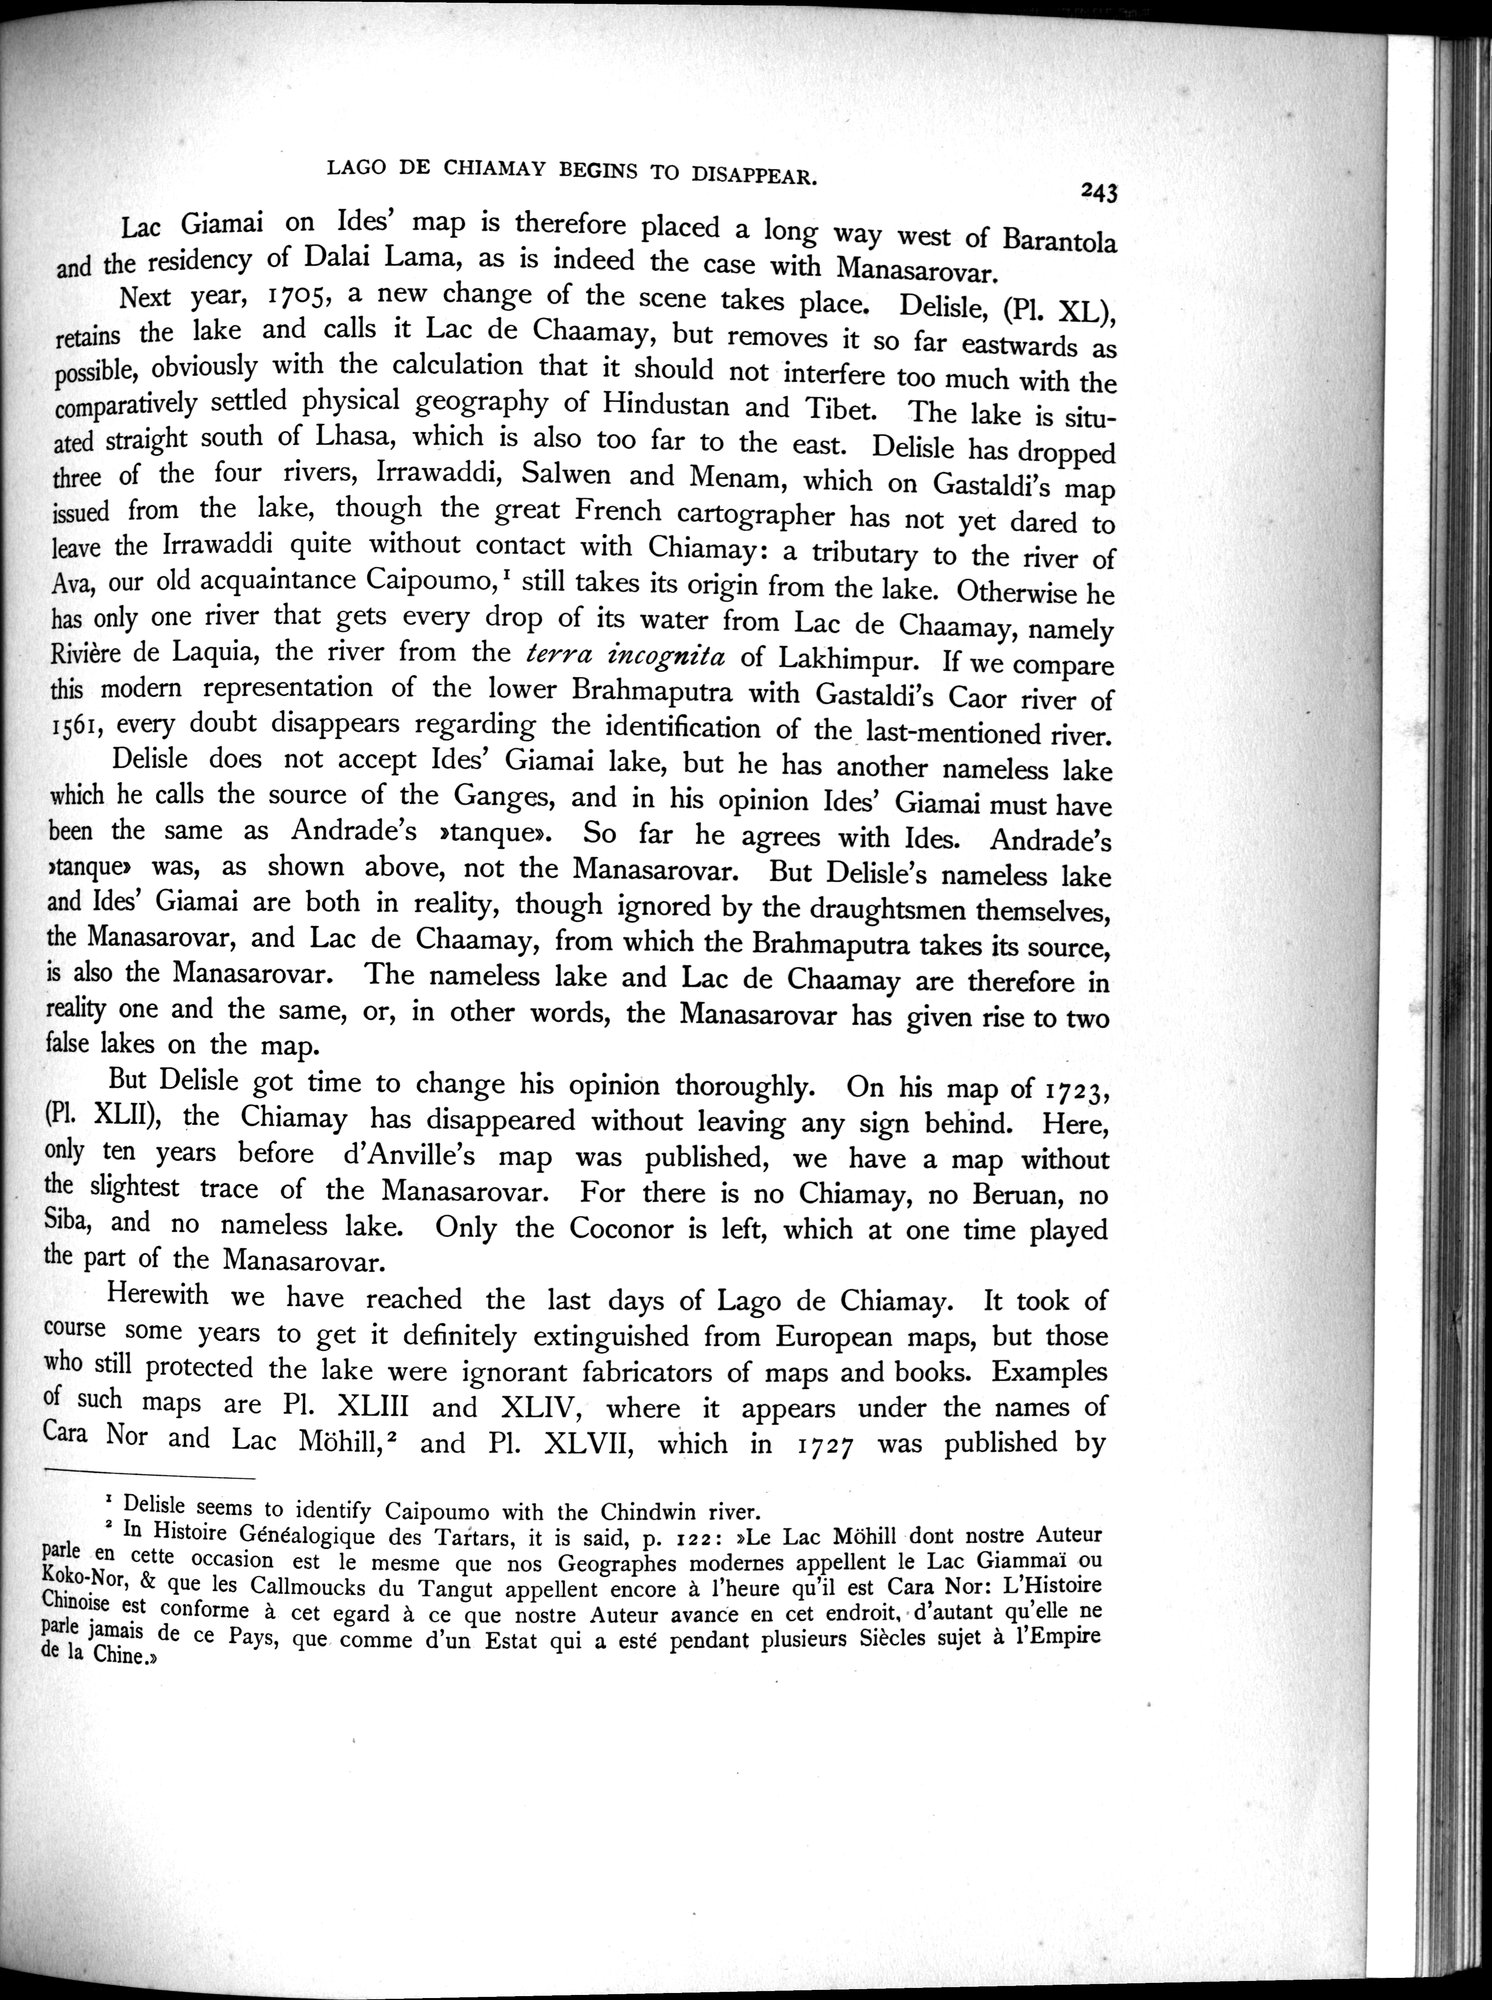 LAGO DE CHIAMAY BEGINS TO DISAPPEAR.
243
Lac Giamai on Ides' map is therefore placed a long way west of Barantola
and the residency of Dalai Lama, as is indeed the case with Manasarovar.
Next year, 1705, a new change of the scene takes place. Delisle, (Pl. XL),
retains the lake and calls it Lac de Chaamay, but removes it so far eastwards as
possible, obviously with the calculation that it should not interfere too much with the
comparatively settled physical geography of Hindustan and Tibet. The lake is situ-
ated straight south of Lhasa, which is also too far to the east. Delisle has dropped
three of the four rivers, Irrawaddi, Salwen and Menam, which on Gastaldi's map
issued from the lake, though the great French cartographer has not yet dared to
leave the Irrawaddi quite without contact with Chiamay: a tributary to the river of
Ava, our old acquaintance Caipoumo,¹ still takes its origin from the lake. Otherwise he
has only one river that gets every drop of its water from Lac de Chaamay, namely
Rivière de Laquia, the river from the terra incognita of Lakhimpur. If we compare
this modern representation of the lower Brahmaputra with Gastaldi's Caor river of
1561, every doubt disappears regarding the identification of the last-mentioned river.
Delisle does not accept Ides' Giamai lake, but he has another nameless lake
which he calls the source of the Ganges, and in his opinion Ides' Giamai must have
been the same as Andrade's »tanque». So far he agrees with Ides. Andrade's
»tanque» was, as shown above, not the Manasarovar. But Delisle's nameless lake
and Ides' Giamai are both in reality, though ignored by the draughtsmen themselves,
the Manasarovar, and Lac de Chaamay, from which the Brahmaputra takes its source,
is also the Manasarovar. The nameless lake and Lac de Chaamay are therefore in
reality one and the same, or, in other words, the Manasarovar has given rise to two
false lakes on the map.
But Delisle got time to change his opinion thoroughly. On his map of 1723,
(Pl. XLII), the Chiamay has disappeared without leaving any sign behind. Here,
only ten years before d'Anville's map was published, we have a map without
the slightest trace of the Manasarovar. For there is no Chiamay, no Beruan, no
Siba, and no nameless lake. Only the Coconor is left, which at one time played
the part of the Manasarovar.
Herewith we have reached the last days of Lago de Chiamay. It took of
course some years to get it definitely extinguished from European maps, but those
who still protected the lake were ignorant fabricators of maps and books. Examples
of such maps are Pl. XLIII and XLIV, where it appears under the names of
Cara Nor and Lac Möhill,² and Pl. XLVII, which in 1727 was published by
¹ Delisle seems to identify Caipoumo with the Chindwin river.
² In Histoire Généalogique des Tartars, it is said, p. 122: »Le Lac Möhill dont nostre Auteur
parle en cette occasion est le mesme que nos Geographes modernes appellent le Lac Giammaï ou
Koko-Nor, & que les Callmoucks du Tangut appellent encore à l'heure qu'il est Cara Nor: L'Histoire
Chinoise est conforme à cet egard à ce que nostre Auteur avance en cet endroit, d'autant qu'elle ne
parle jamais de ce Pays, que comme d'un Estat qui a esté pendant plusieurs Siècles sujet à l'Empire
de la Chine.»